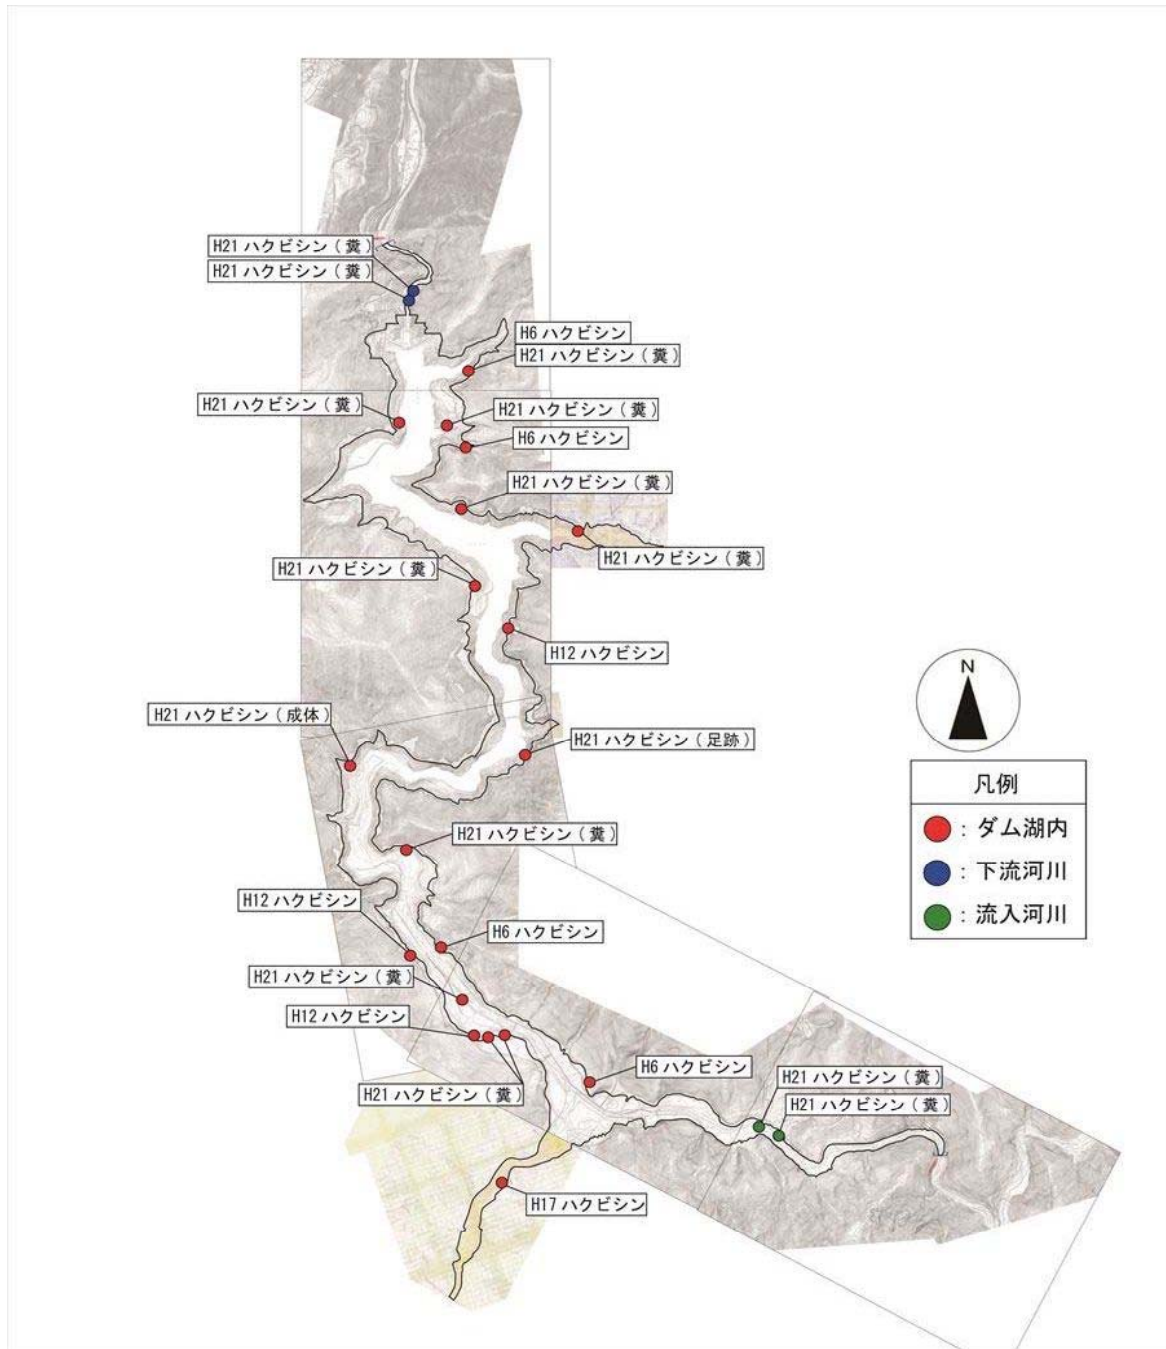 H21 ハクビシン（糞）
H21 ハクビシン（糞）
H6 ハクビシン
H21 ハクビシン（糞）
H21 ハクビシン（糞）
H21 ハクビシン（糞）
H6 ハクビシン
H21 ハクビシン（糞）
H21 ハクビシン（糞）
H21 ハクビシン（糞）
H12 ハクビシン
N
H21 ハクビシン（成体）
H21 ハクビシン（足跡）
凡例
：ダム湖内
：下流河川
：流入河川
H21 ハクビシン（糞）
H12 ハクビシン
H6 ハクビシン
H21 ハクビシン（糞）
H12 ハクビシン
H6 ハクビシン
H21 ハクビシン（糞）
H21 ハクビシン（糞）
H21 ハクビシン（糞）
H17 ハクビシン